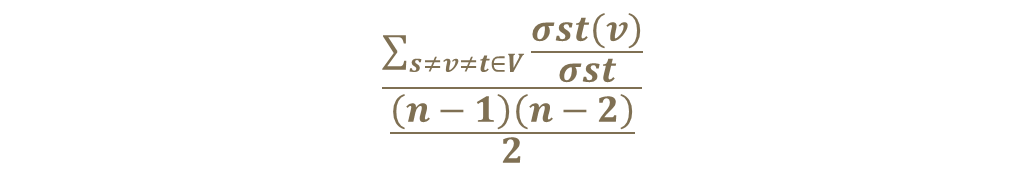 σst(v)
∑s≠v≠t∈V
σst
(n − 1)(n − 2)
2